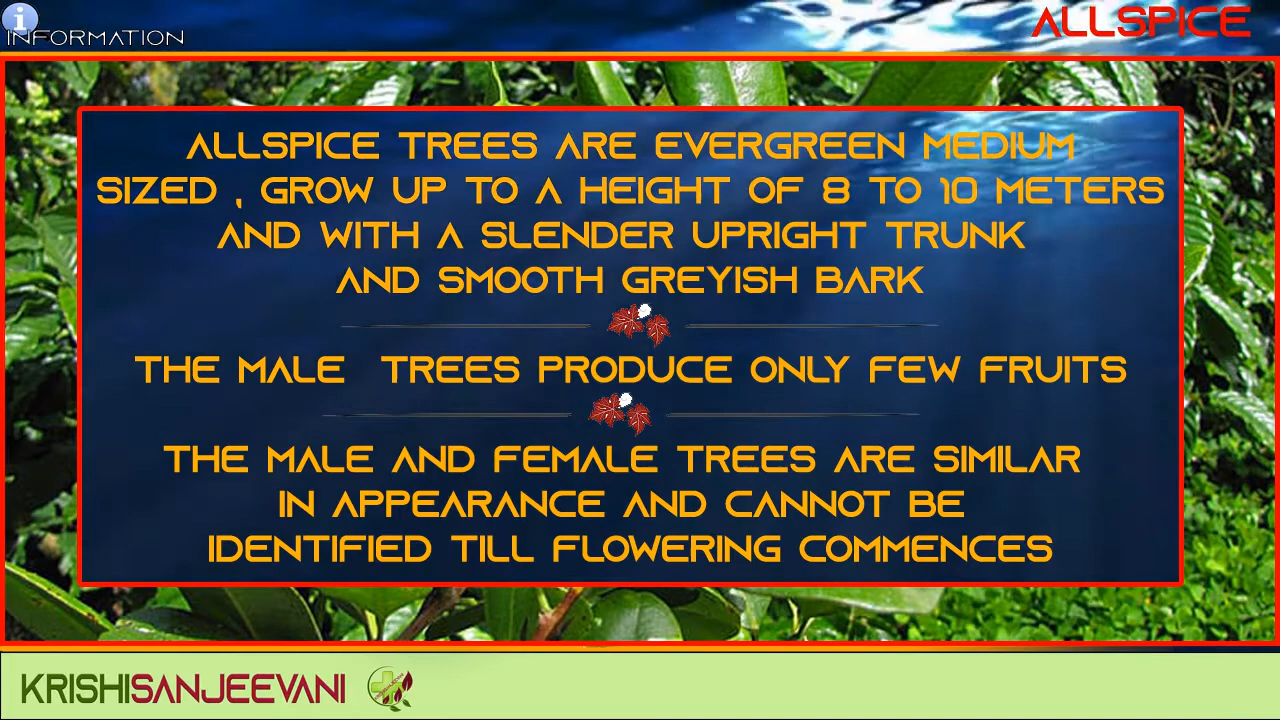 INFORMATION
ALLSPICE
ALLSPICE TREES ARE EVERGREEN MEDIUM
SIZED , GROW UP TO A HEIGHT OF 8 TO 10 METERS
AND WITH A SLENDER UPRIGHT TRUNK
AND SMOOTH GREYISH BARK
THE MALE TREES PRODUCE ONLY FEW FRUITS
THE MALE AND FEMALE TREES ARE SIMILAR
IN APPEARANCE AND CANNOT BE
IDENTIFIED TILL FLOWERING COMMENCES
KRISHISANJEEVANI